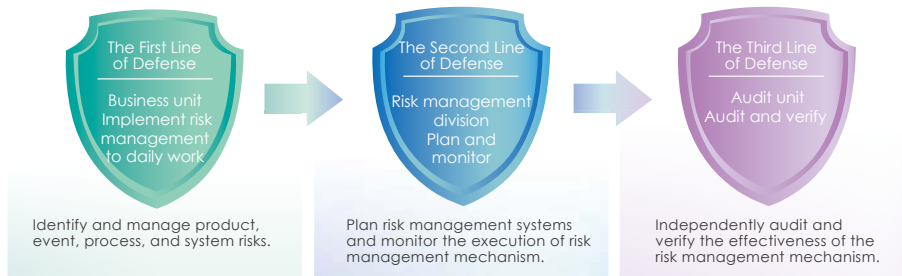 The First Line
of Defense
Business unit
Implement risk
management
to daily work
Identify and manage product,
event, process, and system risks.
The Second Line
of Defense
Risk management
division
Plan and
monitor
Plan risk management systems
and monitor the execution of risk
management mechanism.
The Third Line
of Defense
Audit unit
Audit and verify
Independently audit and
verify the effectiveness of the
risk management mechanism.